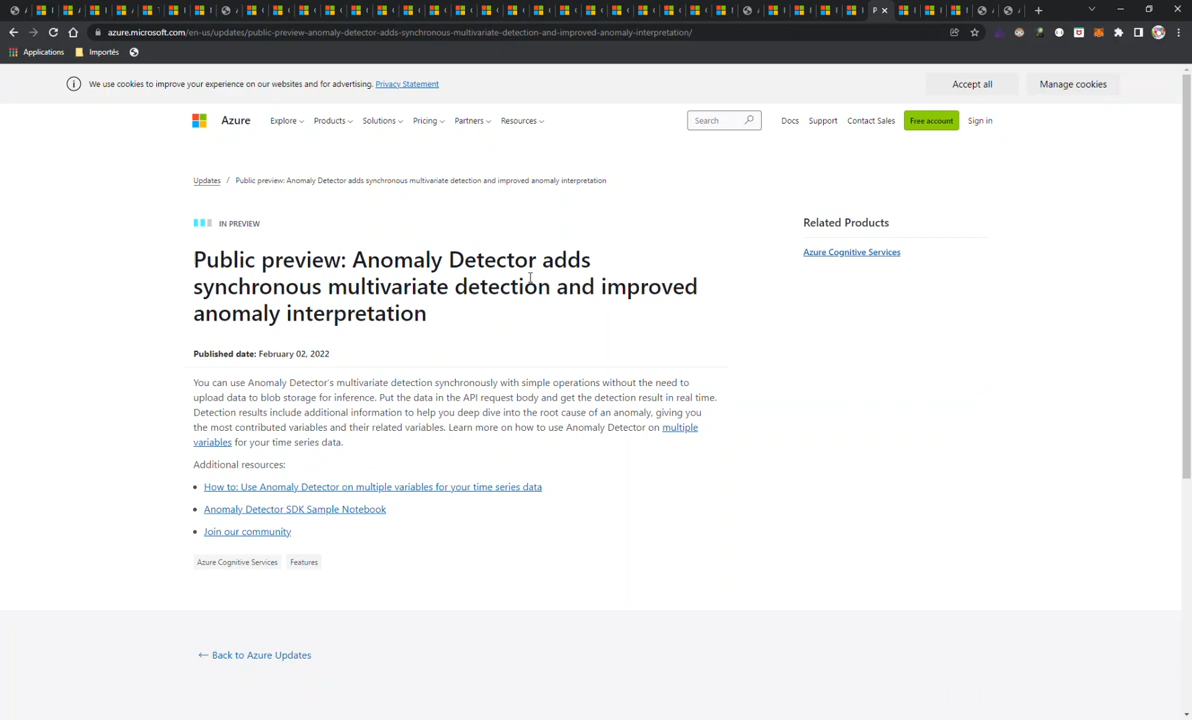 azure.microsoft.com/en-us/updates/public-preview-anomaly-detector-adds-synchronous-multivariate-detection-and-improved-anomaly-interpretation/
Applications Importés
We use cookies to improve your experience on our websites and for advertising. Privacy Statement Accept all Manage cookies
Azure Explore Products Solutions Pricing Partners Resources Search Docs Support Contact Sales Free account Sign in
Updates / Public preview: Anomaly Detector adds synchronous multivariate detection and improved anomaly interpretation
IN PREVIEW
Related Products
Azure Cognitive Services
Public preview: Anomaly Detector adds
synchronous multivariate detection and improved
anomaly interpretation
Published date: February 02, 2022
You can use Anomaly Detector's multivariate detection synchronously with simple operations without the need to
upload data to blob storage for inference. Put the data in the API request body and get the detection result in real time.
Detection results include additional information to help you deep dive into the root cause of an anomaly, giving you
the most contributed variables and their related variables. Learn more on how to use Anomaly Detector on multiple
variables for your time series data.
Additional resources:
• How to: Use Anomaly Detector on multiple variables for your time series data
• Anomaly Detector SDK Sample Notebook
• Join our community
Azure Cognitive Services Features
← Back to Azure Updates